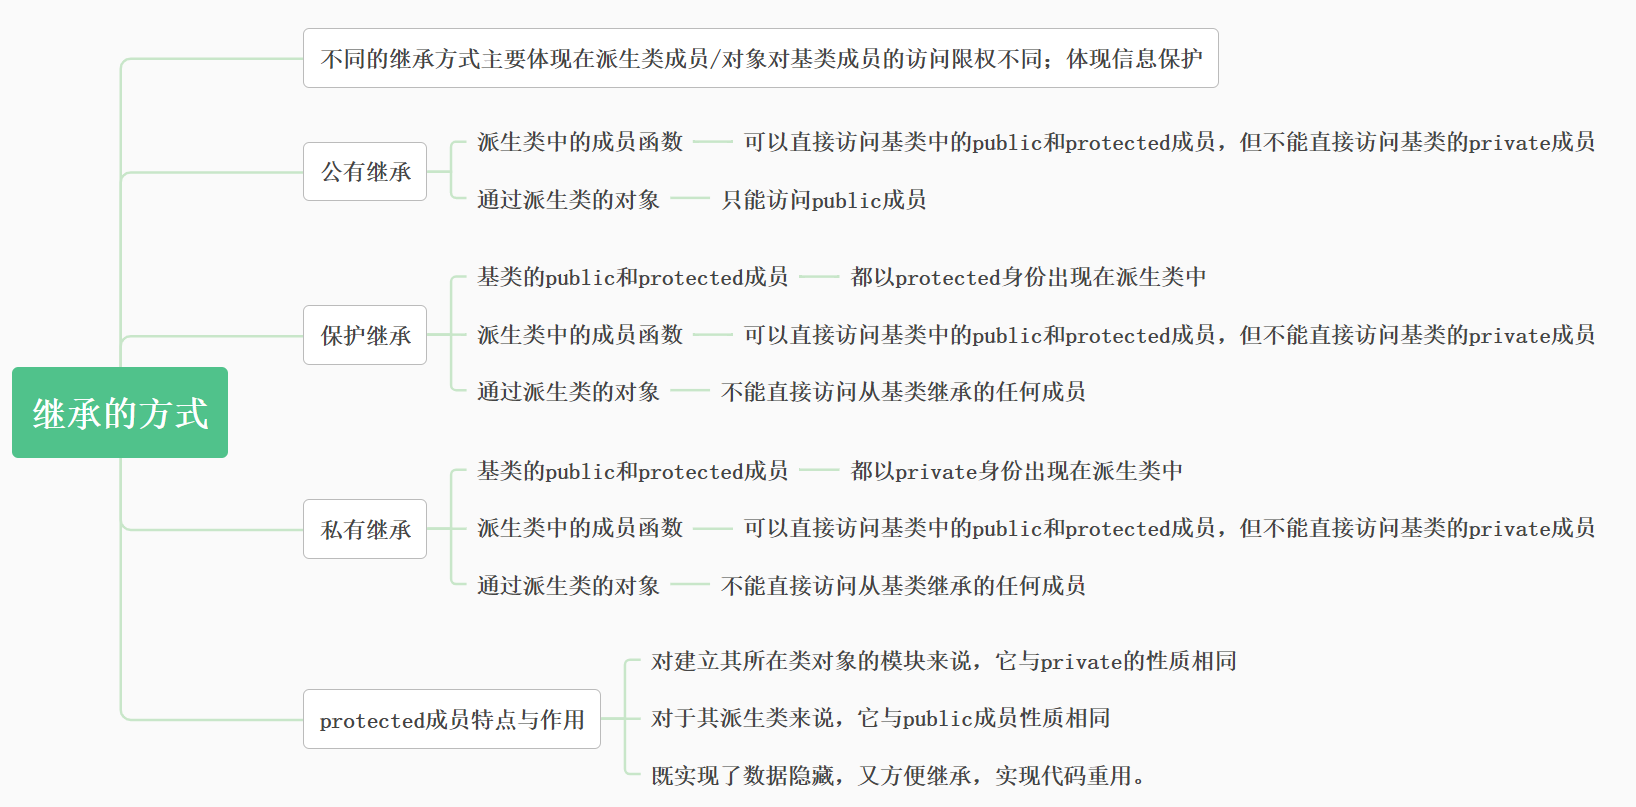 继承的方式
不同的继承方式主要体现在派生类成员/对象对基类成员的访问限权不同；体现信息保护
公有继承
派生类中的成员函数
可以直接访问基类中的public和protected成员，但不能直接访问基类的private成员
通过派生类的对象
只能访问public成员
保护继承
基类的public和protected成员
都以protected身份出现在派生类中
派生类中的成员函数
可以直接访问基类中的public和protected成员，但不能直接访问基类的private成员
通过派生类的对象
不能直接访问从基类继承的任何成员
私有继承
基类的public和protected成员
都以private身份出现在派生类中
派生类中的成员函数
可以直接访问基类中的public和protected成员，但不能直接访问基类的private成员
通过派生类的对象
不能直接访问从基类继承的任何成员
protected成员特点与作用
对建立其所在类对象的模块来说，它与private的性质相同
对于其派生类来说，它与public成员性质相同
既实现了数据隐藏，又方便继承，实现代码重用。